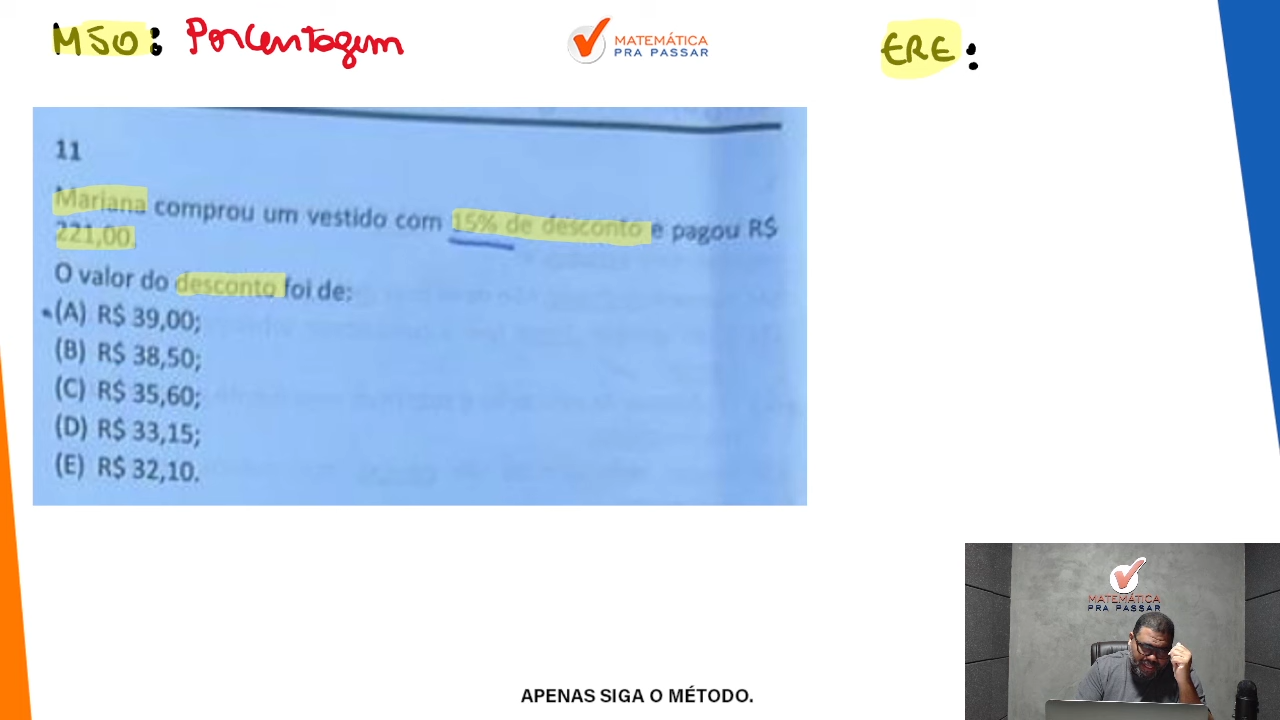 MSO: Porcentagem
MATEMÁTICA
PRA PASSAR
ERE:
11
Mariana comprou um vestido com 15% de desconto e pagou R$
221,00.
O valor do desconto foi de:
(A) R$ 39,00;
(B) R$ 38,50;
(C) R$ 35,60;
(D) R$ 33,15;
(E) R$ 32,10.
MATEMÁTICA
PRA PASSAR
APENAS SIGA O MÉTODO.